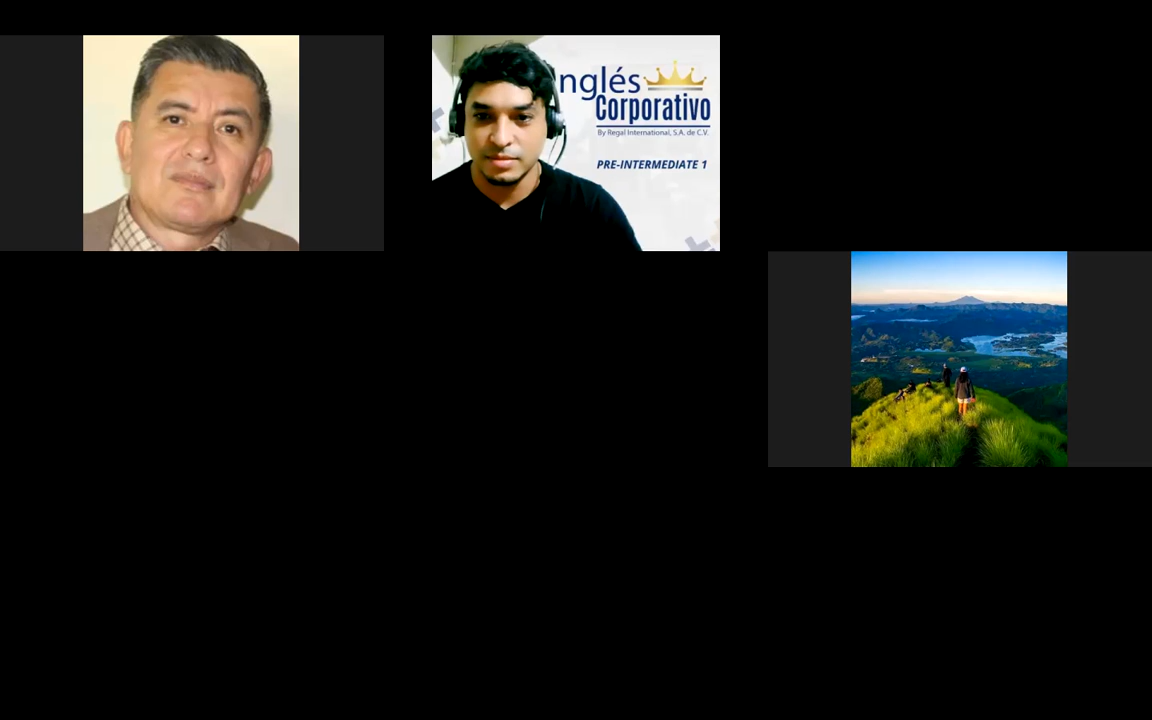 nglés
Corporativo
By Regal International, S.A. de C.V.
PRE-INTERMEDIATE 1